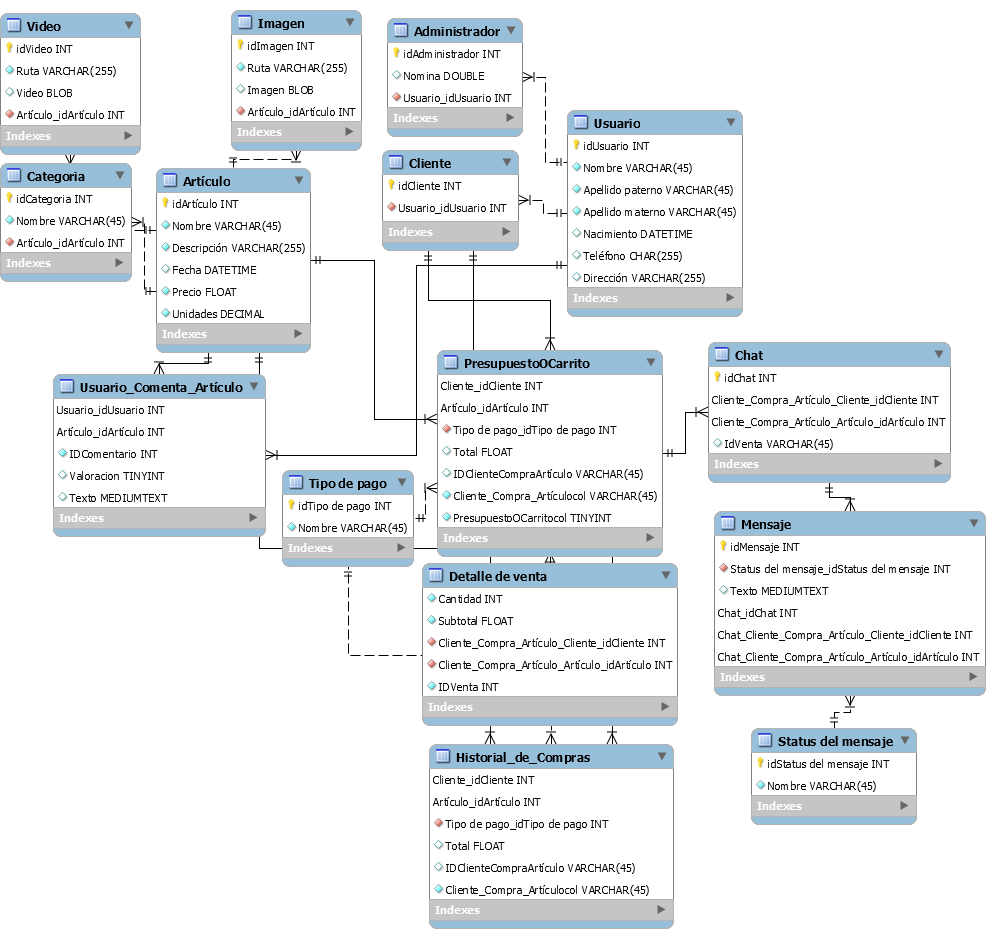 Video
idVideo INT
Ruta VARCHAR(255)
Video BLOB
Artículo_idArtículo INT
Indexes
Imagen
idImagen INT
Ruta VARCHAR(255)
Imagen BLOB
Artículo_idArtículo INT
Indexes
Administrador
idAdministrador INT
Nomina DOUBLE
Usuario_idUsuario INT
Indexes
Usuario
idUsuario INT
Nombre VARCHAR(45)
Apellido paterno VARCHAR(45)
Apellido materno VARCHAR(45)
Nacimiento DATETIME
Teléfono CHAR(255)
Dirección VARCHAR(255)
Indexes
Categoria
idCategoria INT
Nombre VARCHAR(45)
Artículo_idArtículo INT
Indexes
Artículo
idArtículo INT
Nombre VARCHAR(45)
Descripción VARCHAR(255)
Fecha DATETIME
Precio FLOAT
Unidades DECIMAL
Indexes
Cliente
idCliente INT
Usuario_idUsuario INT
Indexes
Usuario_Comenta_Artículo
Usuario_idUsuario INT
Artículo_idArtículo INT
IDComentario INT
Valoracion TINYINT
Texto MEDIUMTEXT
Indexes
Tipo de pago
idTipo de pago INT
Nombre VARCHAR(45)
Indexes
PresupuestoOCarrito
Cliente_idCliente INT
Artículo_idArtículo INT
Tipo de pago_idTipo de pago INT
Total FLOAT
IDClienteCompraArtículo VARCHAR(45)
Cliente_Compra_Artículocol VARCHAR(45)
PresupuestoOCarritocol TINYINT
Indexes
Chat
idChat INT
Cliente_Compra_Artículo_Cliente_idCliente INT
Cliente_Compra_Artículo_Artículo_idArtículo INT
IdVenta VARCHAR(45)
Indexes
Detalle de venta
Cantidad INT
Subtotal FLOAT
Cliente_Compra_Artículo_Cliente_idCliente INT
Cliente_Compra_Artículo_Artículo_idArtículo INT
IDVenta INT
Indexes
Mensaje
idMensaje INT
Status del mensaje_idStatus del mensaje INT
Texto MEDIUMTEXT
Chat_idChat INT
Chat_Cliente_Compra_Artículo_Cliente_idCliente INT
Chat_Cliente_Compra_Artículo_Artículo_idArtículo INT
Indexes
Status del mensaje
idStatus del mensaje INT
Nombre VARCHAR(45)
Indexes
Historial_de_Compras
Cliente_idCliente INT
Artículo_idArtículo INT
Tipo de pago_idTipo de pago INT
Total FLOAT
IDClienteCompraArtículo VARCHAR(45)
Cliente_Compra_Artículocol VARCHAR(45)
Indexes